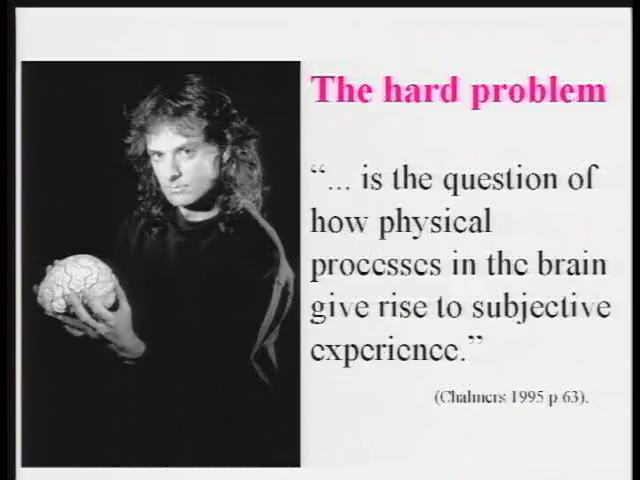 The hard problem
“... is the question of
how physical
processes in the brain
give rise to subjective
experience.”
(Chalmers 1995 p 63).